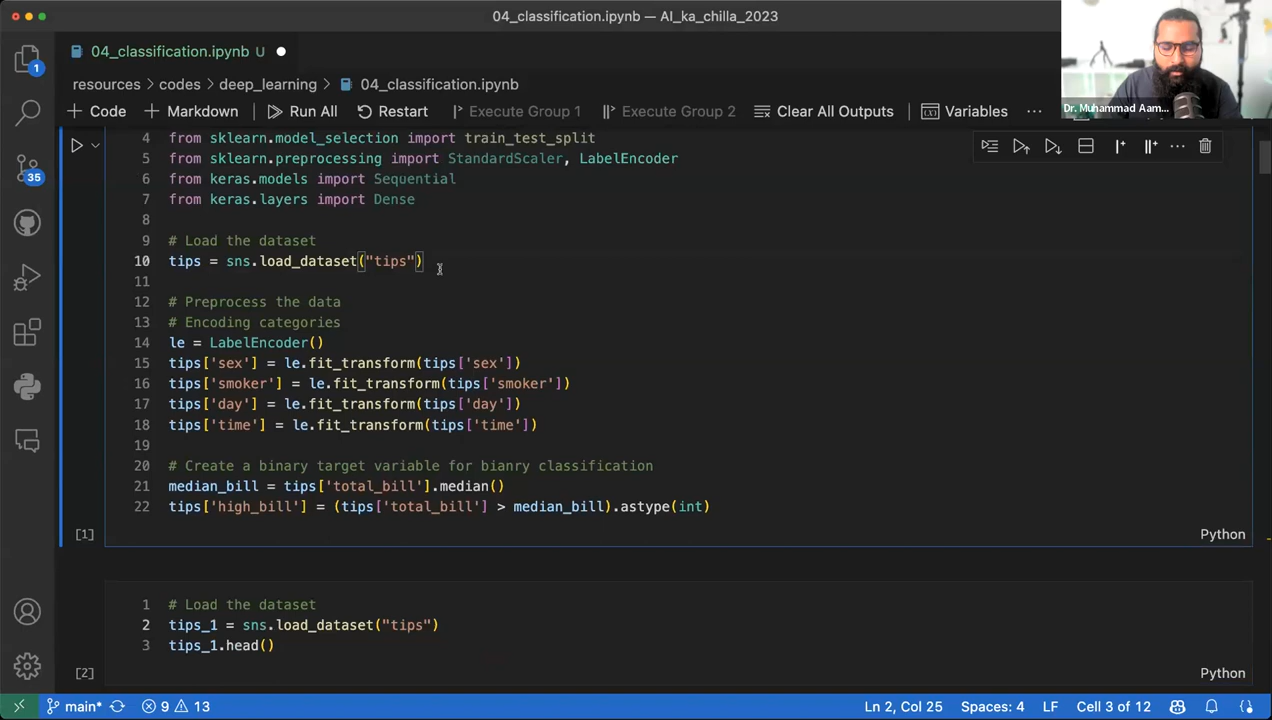 04_classification.ipynb — AI_ka_chilla_2023
04_classification.ipynb U
resources > codes > deep_learning > 04_classification.ipynb
+ Code + Markdown Run All Restart Execute Group 1 Execute Group 2 Clear All Outputs Variables ...
Dr. Muhammad Aam...
1
35
4 from sklearn.model_selection import train_test_split
5 from sklearn.preprocessing import StandardScaler, LabelEncoder
6 from keras.models import Sequential
7 from keras.layers import Dense
8
9 # Load the dataset
10 tips = sns.load_dataset("tips")
11
12 # Preprocess the data
13 # Encoding categories
14 le = LabelEncoder()
15 tips['sex'] = le.fit_transform(tips['sex'])
16 tips['smoker'] = le.fit_transform(tips['smoker'])
17 tips['day'] = le.fit_transform(tips['day'])
18 tips['time'] = le.fit_transform(tips['time'])
19
20 # Create a binary target variable for bianry classification
21 median_bill = tips['total_bill'].median()
22 tips['high_bill'] = (tips['total_bill'] > median_bill).astype(int)
[1] Python
1 # Load the dataset
2 tips_1 = sns.load_dataset("tips")
3 tips_1.head()
[2] Python
main* 9 13 Ln 2, Col 25 Spaces: 4 LF Cell 3 of 12